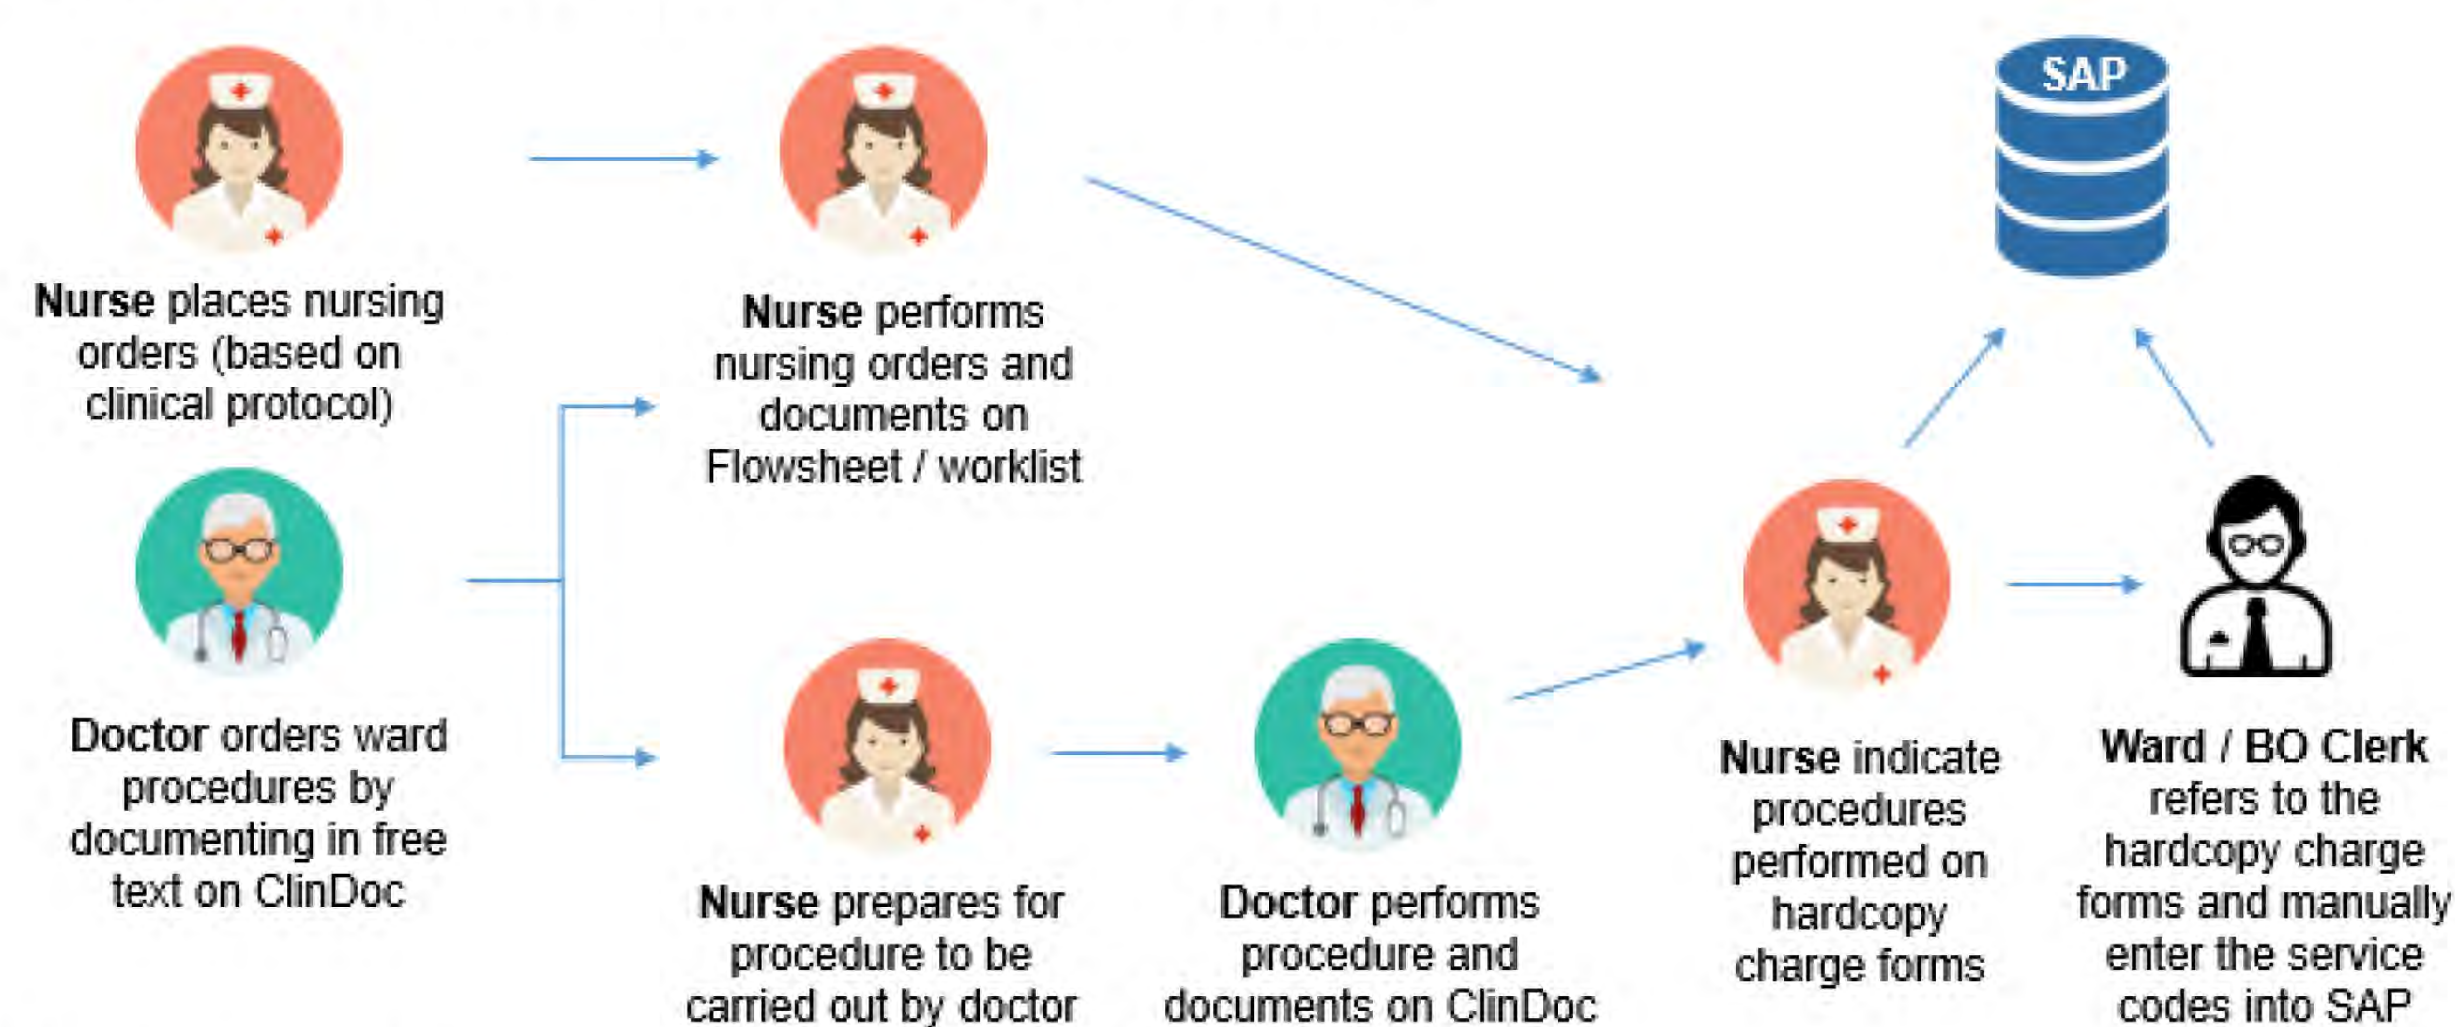 SAP
Nurse places nursing
orders (based on
clinical protocol)
Nurse performs
nursing orders and
documents on
Flowsheet / worklist
Doctor orders ward
procedures by
documenting in free
text on ClinDoc
Nurse prepares for
procedure to be
carried out by doctor
Doctor performs
procedure and
documents on ClinDoc
Nurse indicate
procedures
performed on
hardcopy
charge forms
Ward / BO Clerk
refers to the
hardcopy charge
forms and manually
enter the service
codes into SAP